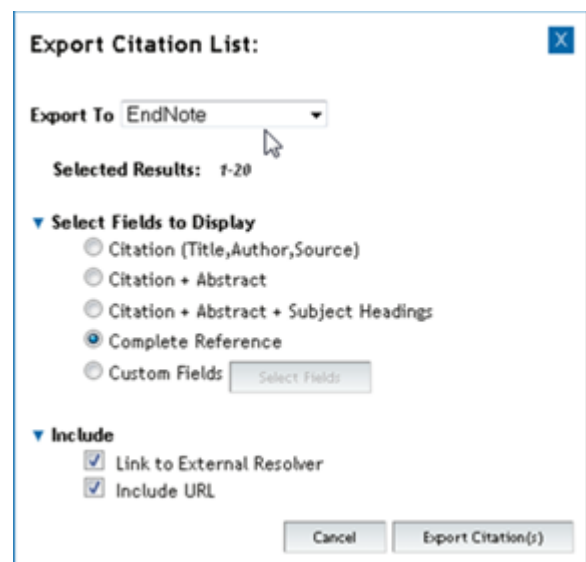 Export Citation List:
X
Export To EndNote
Selected Results: 1-20
Select Fields to Display
Citation (Title,Author,Source)
Citation + Abstract
Citation + Abstract + Subject Headings
Complete Reference
Custom Fields Select Fields
Include
Link to External Resolver
Include URL
Cancel Export Citation(s)